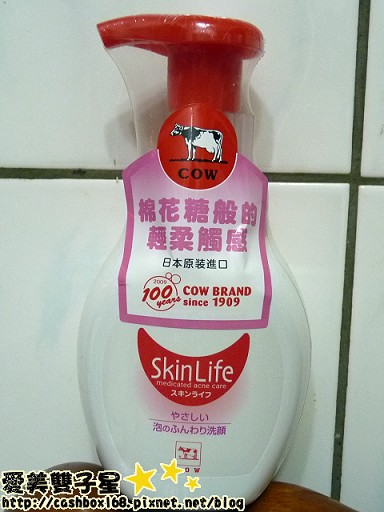 COW
棉花糖般的
輕柔觸感
日本原装進口
2009
100 years
COW BRAND
since 1909
SkinLife
medicated acne care
スキンライフ
やさしい
泡のふんわり洗顔
COW
愛美雙子星
http://cashbox168.pixnet.net/blog